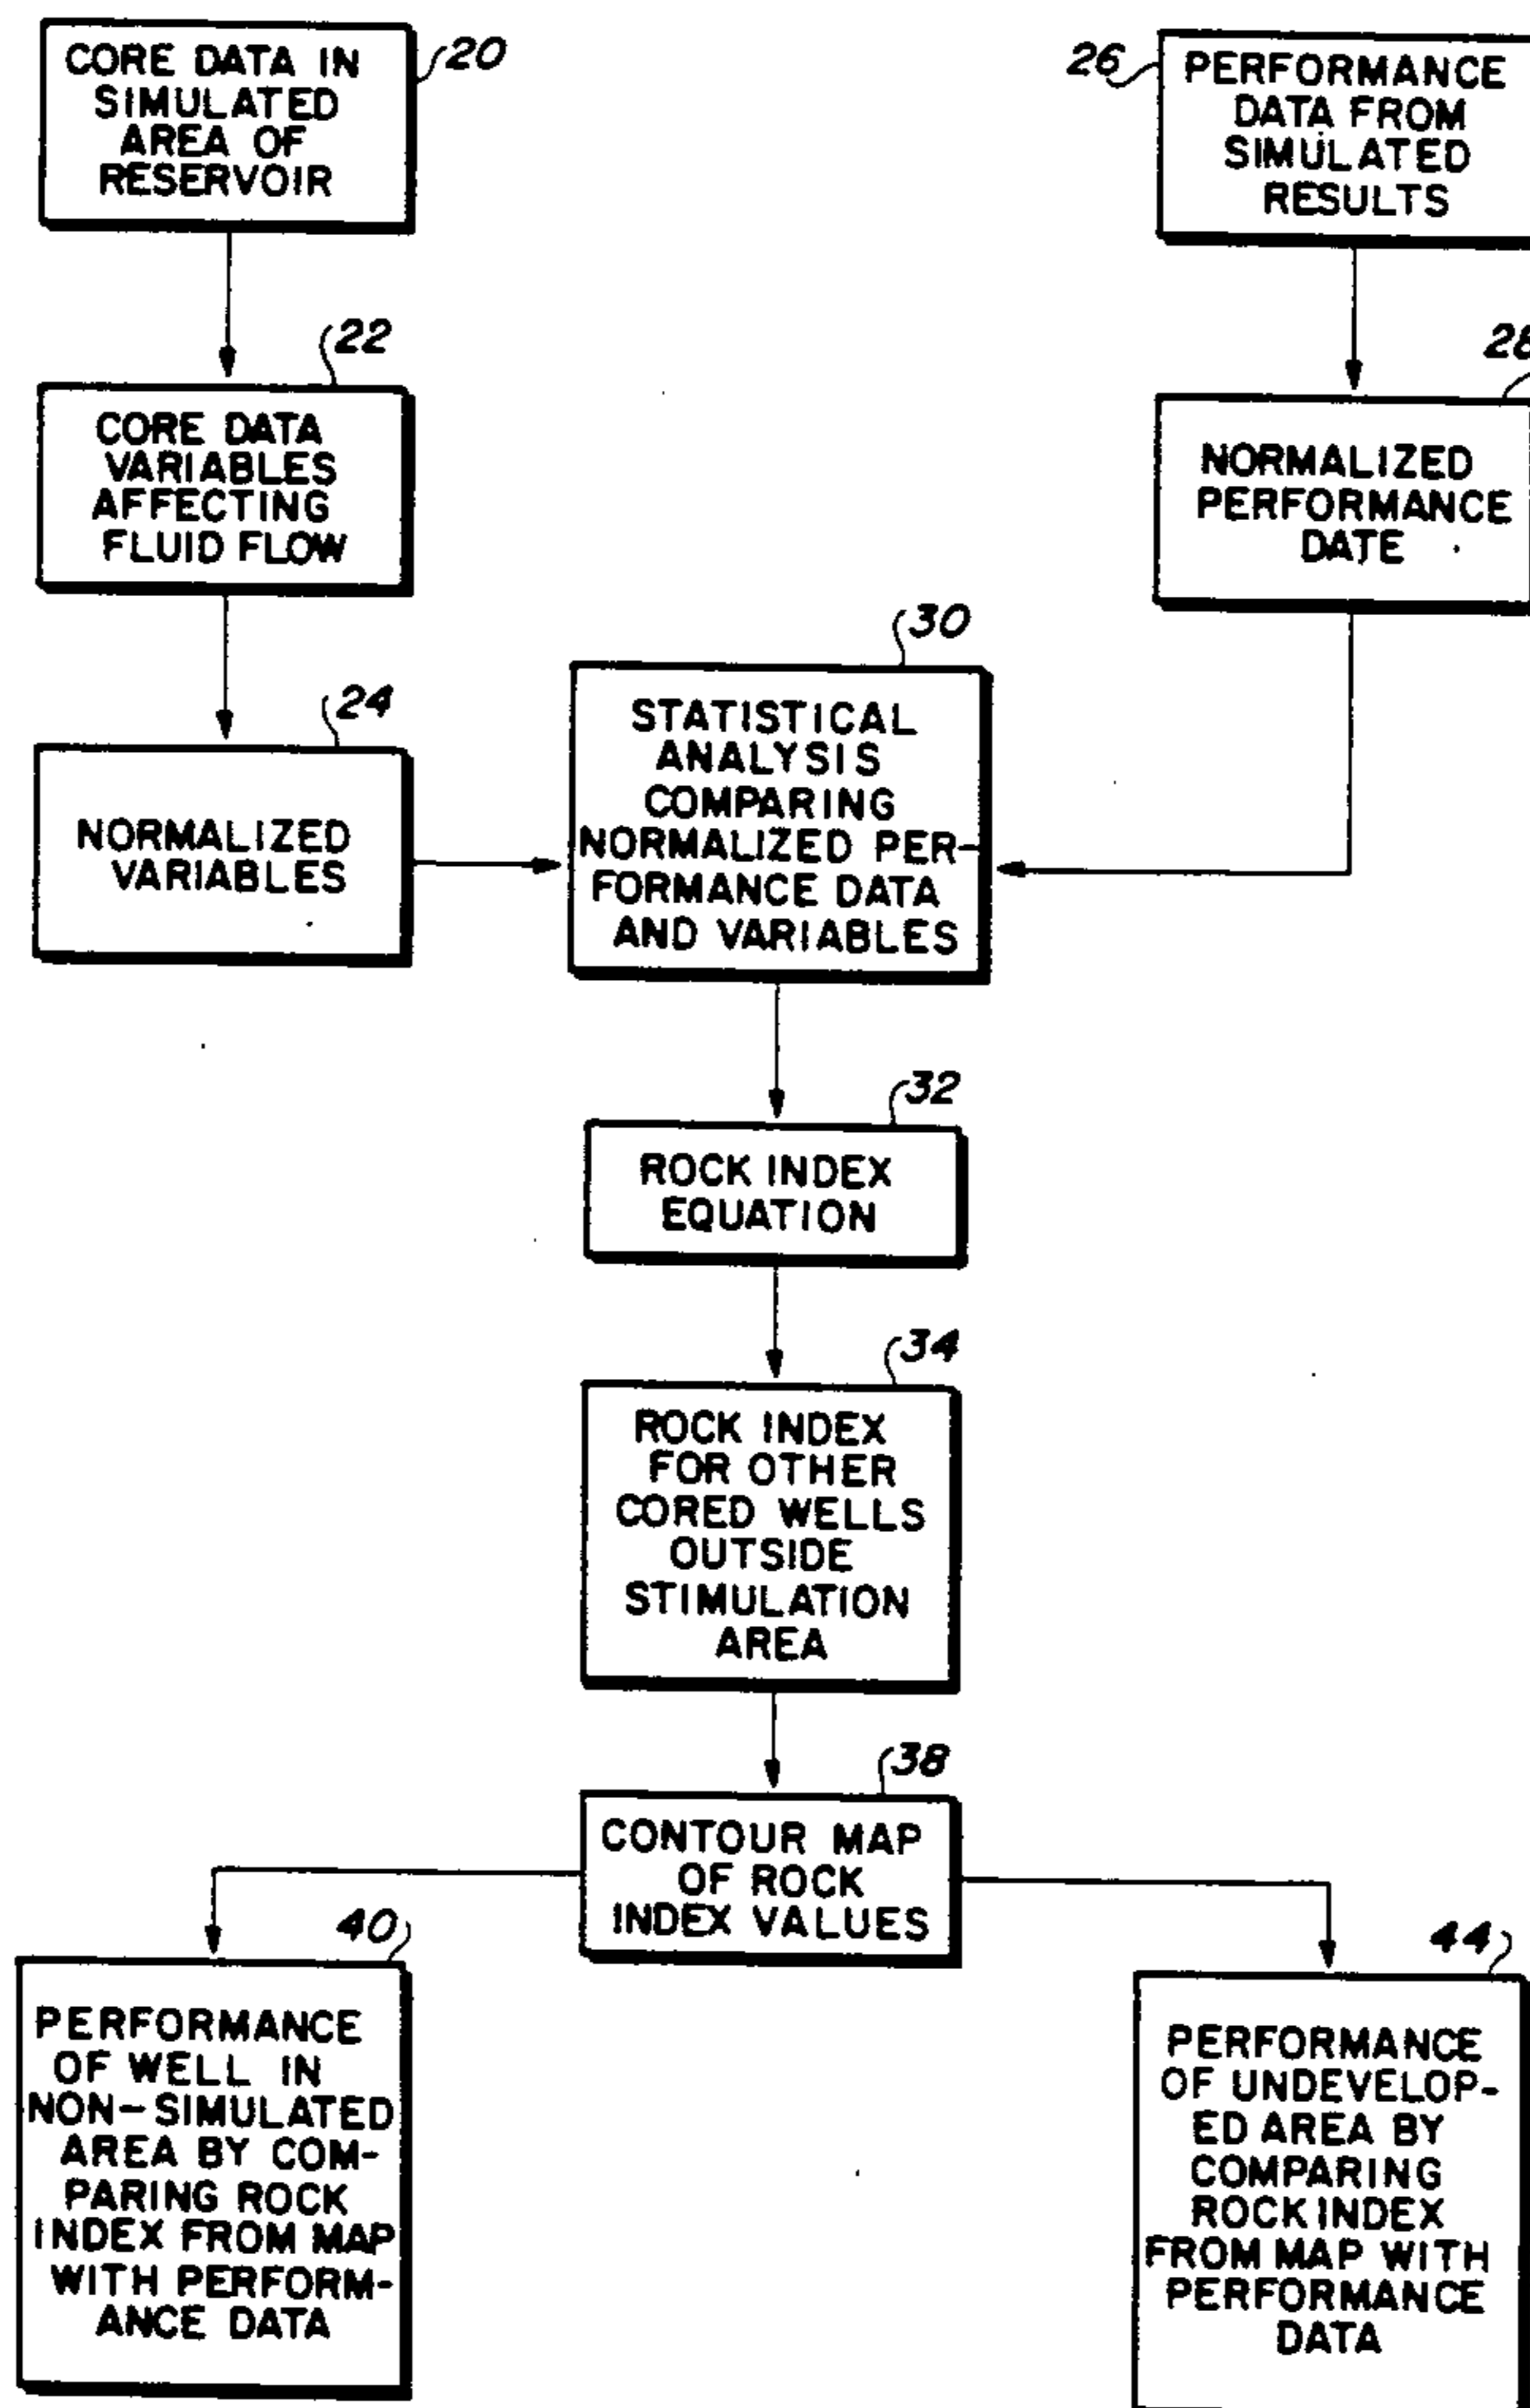 20
CORE DATA IN
SIMULATED
AREA OF
RESERVOIR
26
PERFORMANCE
DATA FROM
SIMULATED
RESULTS
22
CORE DATA
VARIABLES
AFFECTING
FLUID FLOW
28
NORMALIZED
PERFORMANCE
DATE
24
NORMALIZED
VARIABLES
30
STATISTICAL
ANALYSIS
COMPARING
NORMALIZED PER-
FORMANCE DATA
AND VARIABLES
32
ROCK INDEX
EQUATION
34
ROCK INDEX
FOR OTHER
CORED WELLS
OUTSIDE
STIMULATION
AREA
38
CONTOUR MAP
OF ROCK
INDEX VALUES
40
PERFORMANCE
OF WELL IN
NON-SIMULATED
AREA BY COM-
PARING ROCK
INDEX FROM MAP
WITH PERFORM-
ANCE DATA
44
PERFORMANCE
OF UNDEVELOP-
ED AREA BY
COMPARING
ROCK INDEX
FROM MAP WITH
PERFORMANCE
DATA